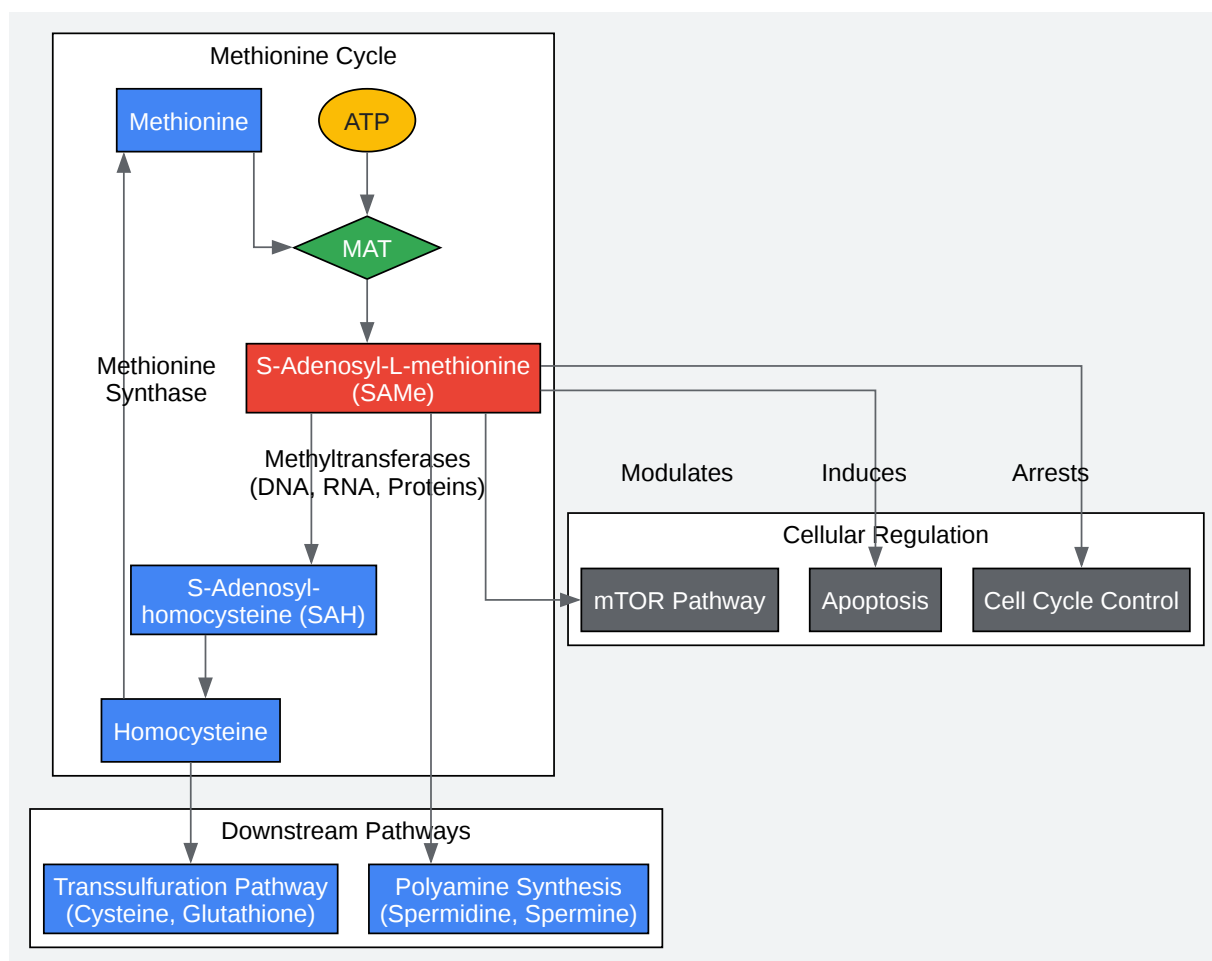 Methionine Cycle
Methionine
ATP
MAT
S-Adenosyl-L-methionine
(SAMe)
Methionine
Synthase
Methyltransferases
(DNA, RNA, Proteins)
Modulates
Induces
Arrests
Cellular Regulation
mTOR Pathway
Apoptosis
Cell Cycle Control
S-Adenosyl-
homocysteine (SAH)
Homocysteine
Downstream Pathways
Transsulfuration Pathway
(Cysteine, Glutathione)
Polyamine Synthesis
(Spermidine, Spermine)